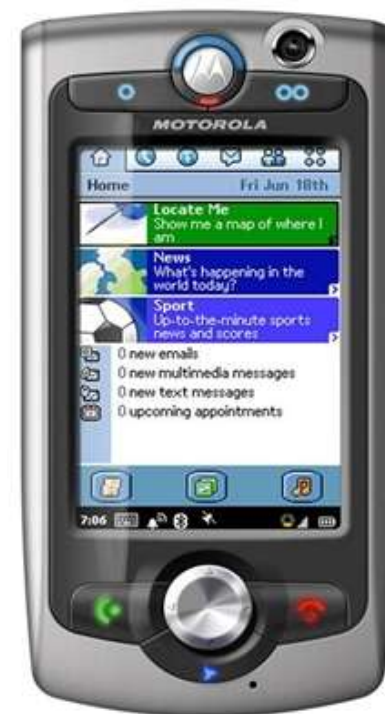 MOTOROLA
Home Fri Jun 18th
Locate Me
Show me a map of where I
am
News
What's happening in the
world today?
Sport
Up-to-the-minute sports
news and scores
0 new emails
0 new multimedia messages
0 new text messages
0 upcoming appointments
7:06